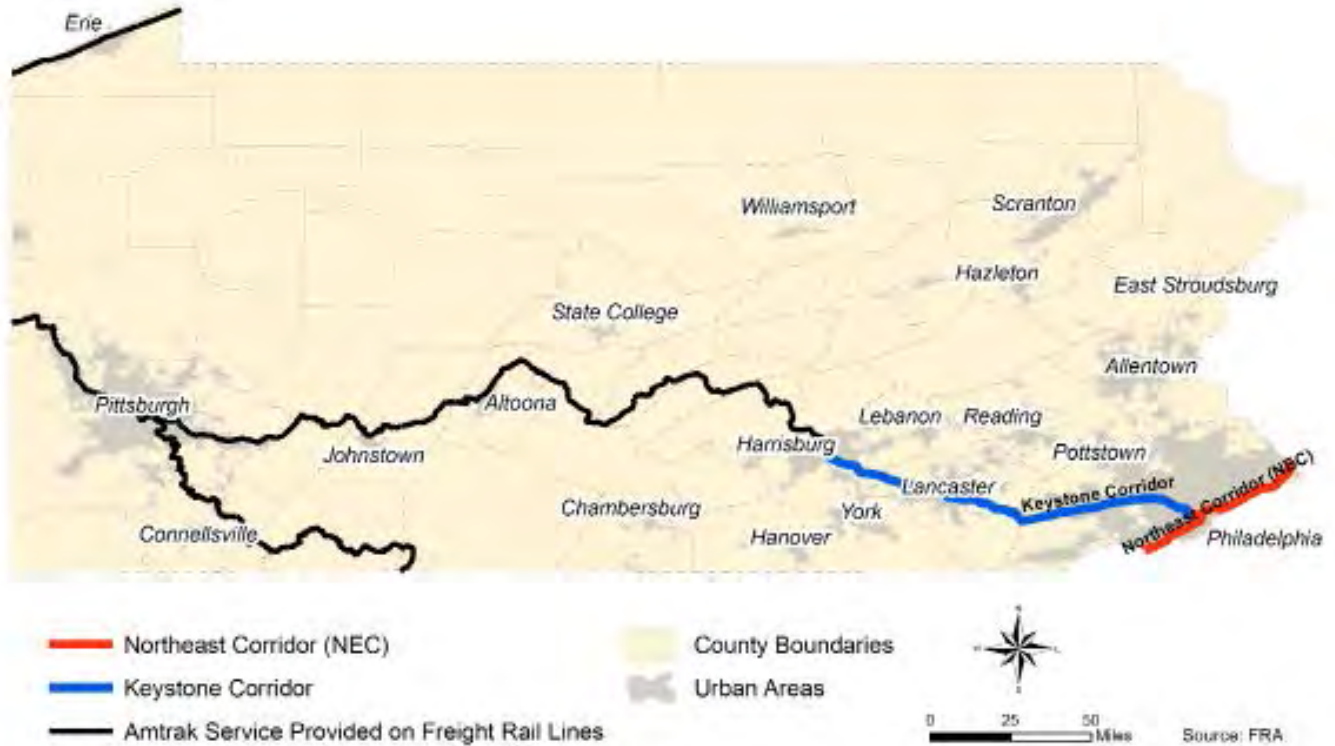 Erie
Williamsport
Scranton
Hazleton
East Stroudsburg
State College
Allentown
Pittsburgh
Altoona
Lebanon
Reading
Johnstown
Harrisburg
Pottstown
Lancaster
Keystone Corridor
Chambersburg
York
Northeast Corridor (NEC)
Connellsville
Hanover
Philadelphia
Northeast Corridor (NEC)
County Boundaries
Keystone Corridor
Urban Areas
Amtrak Service Provided on Freight Rail Lines
0 25 50
Miles
Source: FRA